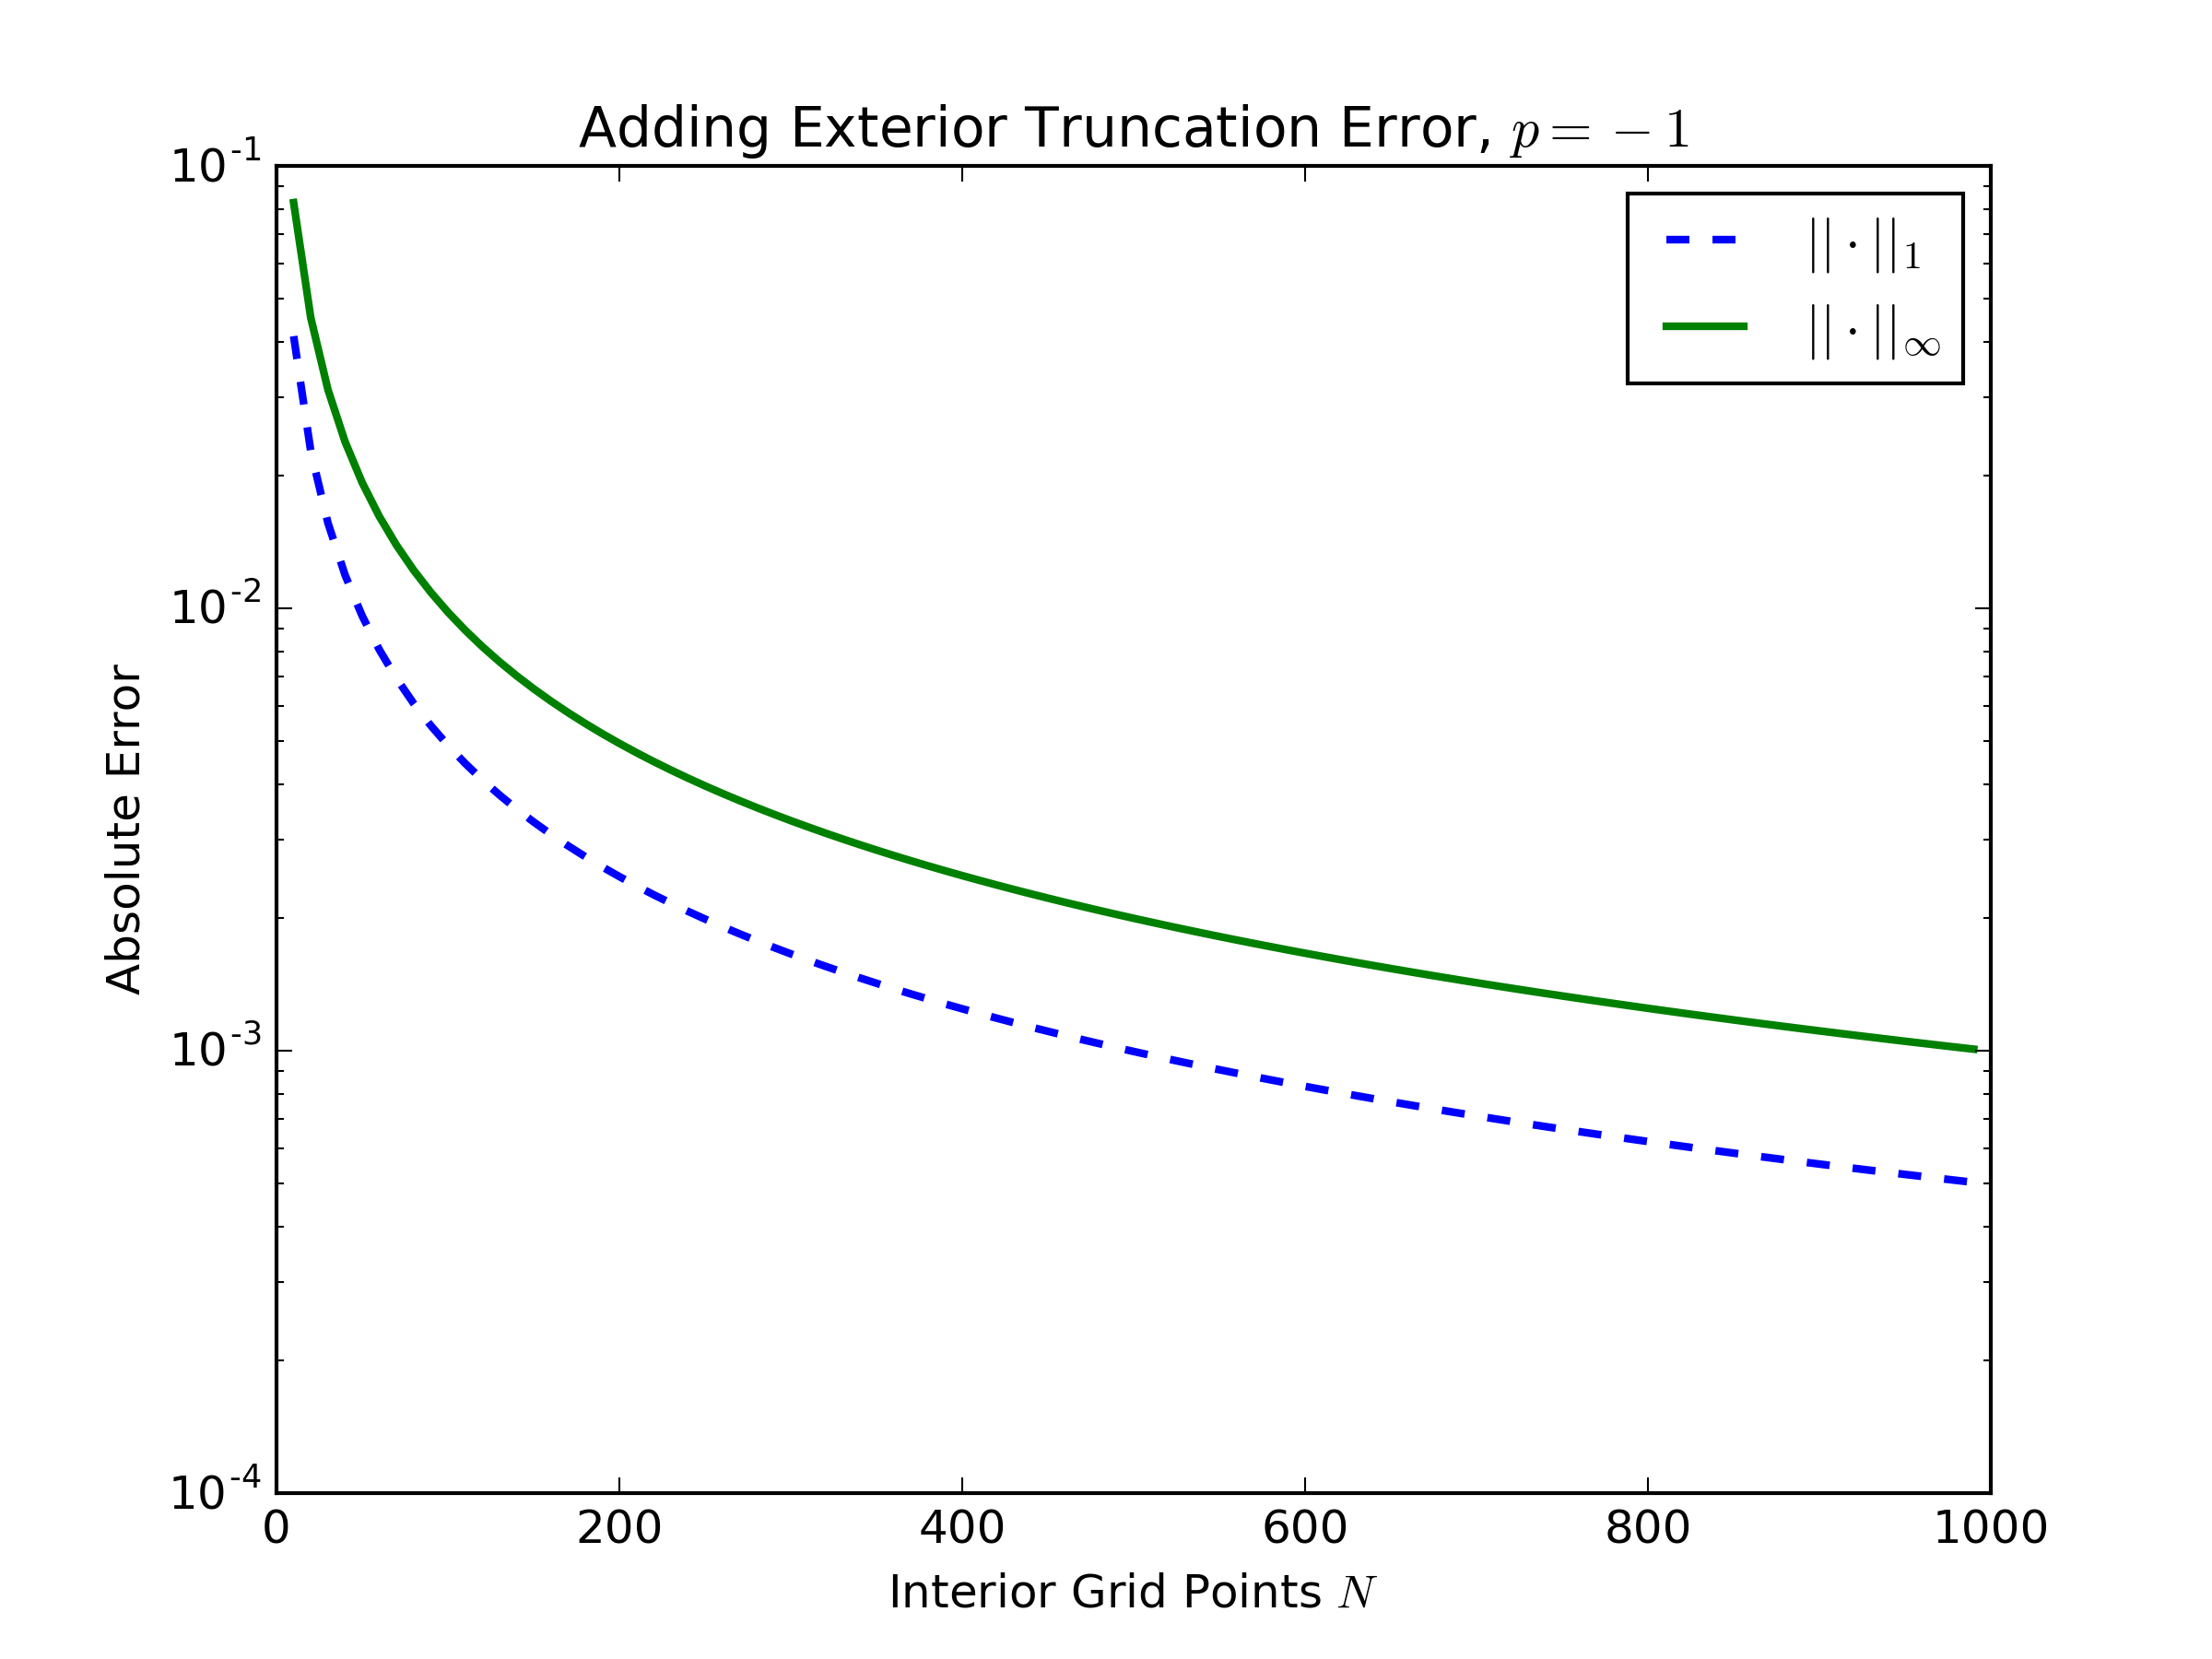 Adding Exterior Truncation Error, p = − 1
10^-1
10^-2
10^-3
10^-4
Absolute Error
||·||_1
||·||_∞
0 200 400 600 800 1000
Interior Grid Points N